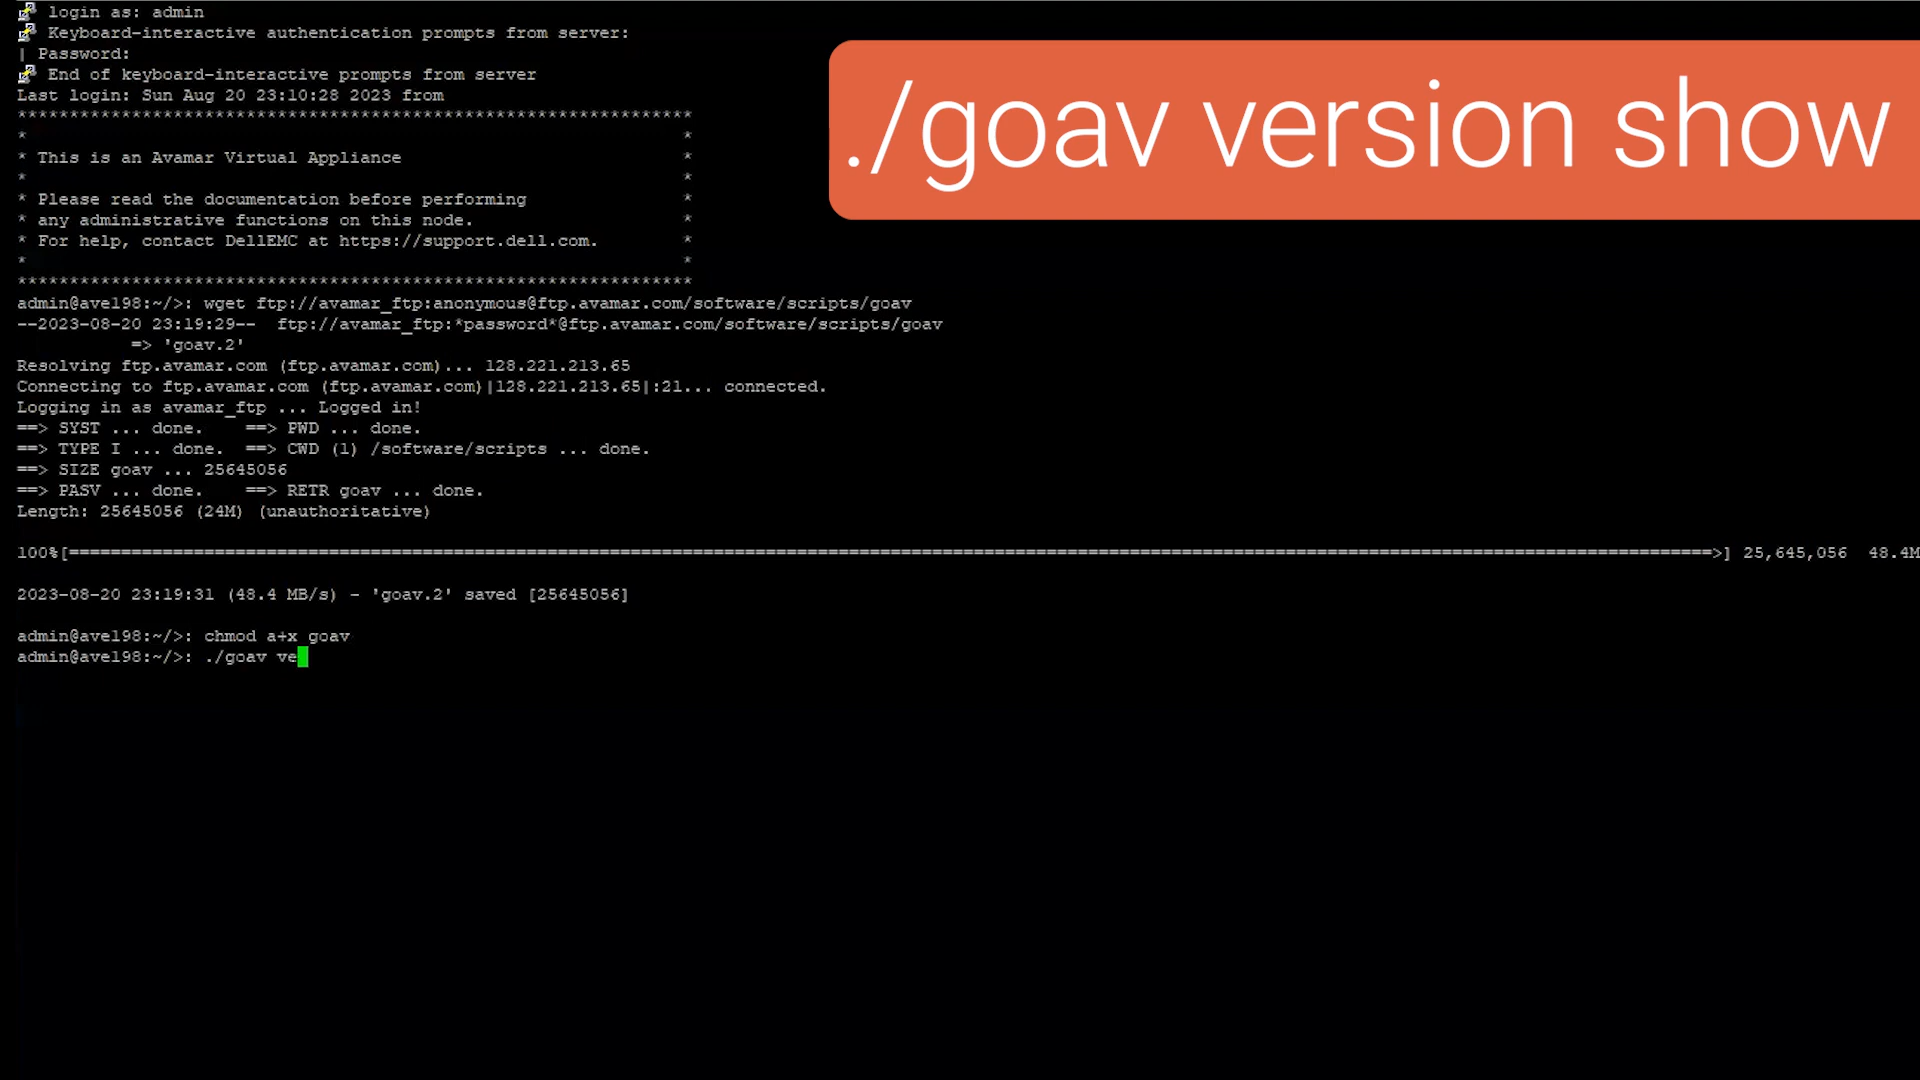 login as: admin
Keyboard-interactive authentication prompts from server:
| Password:
End of keyboard-interactive prompts from server
Last login: Sun Aug 20 23:10:28 2023 from
*****************************************************************
*                                                               *
* This is an Avamar Virtual Appliance                           *
*                                                               *
* Please read the documentation before performing               *
* any administrative functions on this node.                    *
* For help, contact DellEMC at https://support.dell.com.        *
*                                                               *
*****************************************************************
./goav version show
admin@ave198:~/>: wget ftp://avamar_ftp:anonymous@ftp.avamar.com/software/scripts/goav
--2023-08-20 23:19:29--  ftp://avamar_ftp:*password*@ftp.avamar.com/software/scripts/goav
           => 'goav.2'
Resolving ftp.avamar.com (ftp.avamar.com)... 128.221.213.65
Connecting to ftp.avamar.com (ftp.avamar.com)|128.221.213.65|:21... connected.
Logging in as avamar_ftp ... Logged in!
==> SYST ... done.    ==> PWD ... done.
==> TYPE I ... done.  ==> CWD (1) /software/scripts ... done.
==> SIZE goav ... 25645056
==> PASV ... done.    ==> RETR goav ... done.
Length: 25645056 (24M) (unauthoritative)
100%[==============================================================================>] 25,645,056  48.4M
2023-08-20 23:19:31 (48.4 MB/s) - 'goav.2' saved [25645056]
admin@ave198:~/>: chmod a+x goav
admin@ave198:~/>: ./goav ve